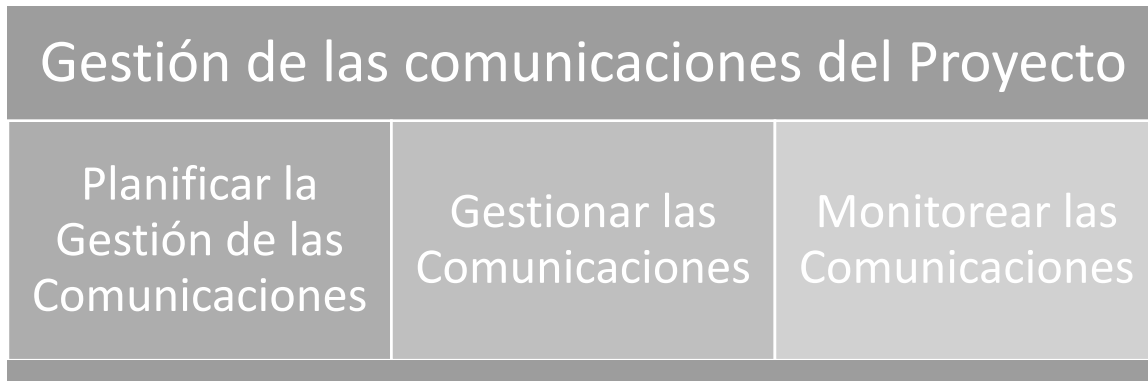 Gestión de las comunicaciones del Proyecto
Planificar la
Gestión de las
Comunicaciones
Gestionar las
Comunicaciones
Monitorear las
Comunicaciones